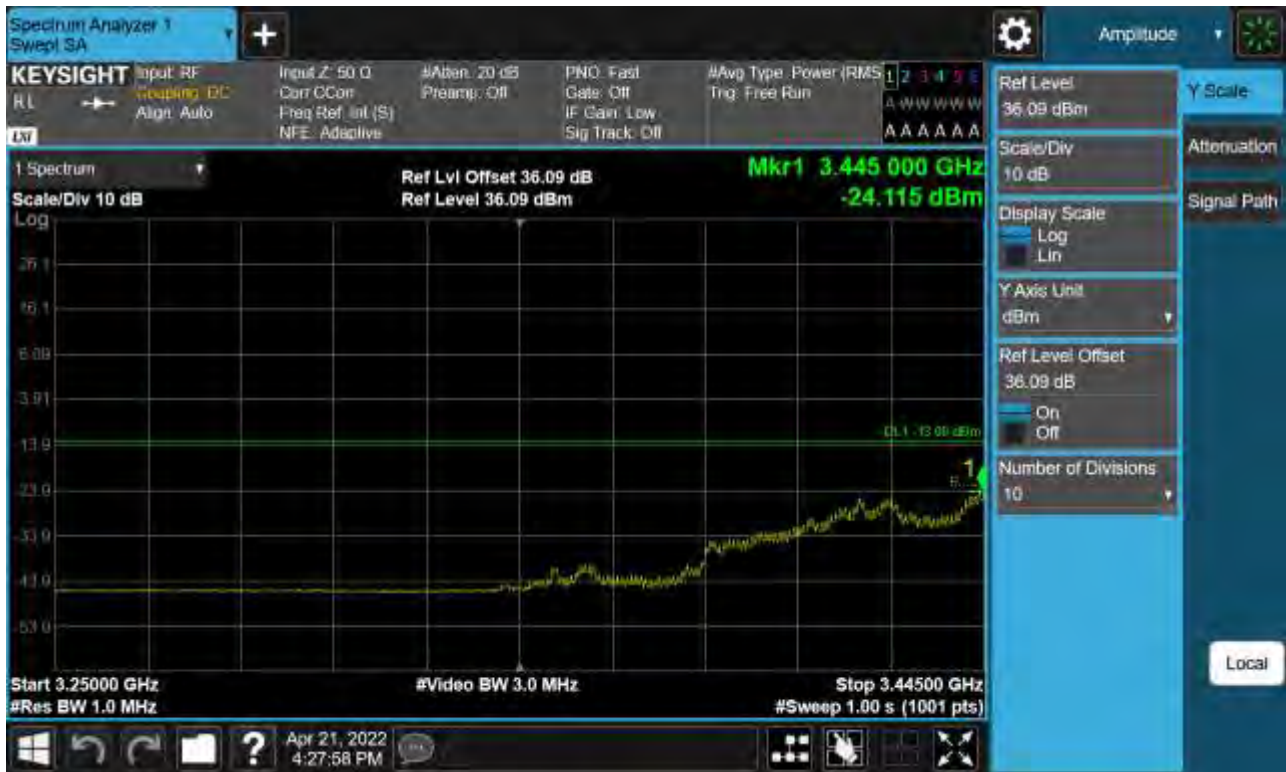 Spectrum Analyzer 1
Swept SA
Amplitude
KEYSIGHT
RL
LXI
Input: RF
Coupling: DC
Align: Auto
Input Z: 50 Ω
Corr CCorr
Freq Ref: Int (S)
NFE: Adaptive
#Atten: 20 dB
Preamp: Off
PNO: Fast
Gate: Off
IF Gain: Low
Sig Track: Off
#Avg Type: Power (RMS
Trig: Free Run
1 2 3 4 5 6
A W W W W W
A A A A A A
1 Spectrum
Scale/Div 10 dB
Ref Lvl Offset 36.09 dB
Ref Level 36.09 dBm
Mkr1 3.445 000 GHz
-24.115 dBm
Log
26.1
16.1
6.09
-3.91
-13.9
-23.9
-33.9
-43.9
-53.9
1
Start 3.25000 GHz
#Res BW 1.0 MHz
#Video BW 3.0 MHz
Stop 3.44500 GHz
#Sweep 1.00 s (1001 pts)
Ref Level
36.09 dBm
Scale/Div
10 dB
Display Scale
Log
Lin
Y Axis Unit
dBm
Ref Level Offset
36.09 dB
On
Off
Number of Divisions
10
Y Scale
Attenuation
Signal Path
Local
?
Apr 21, 2022
4:27:58 PM